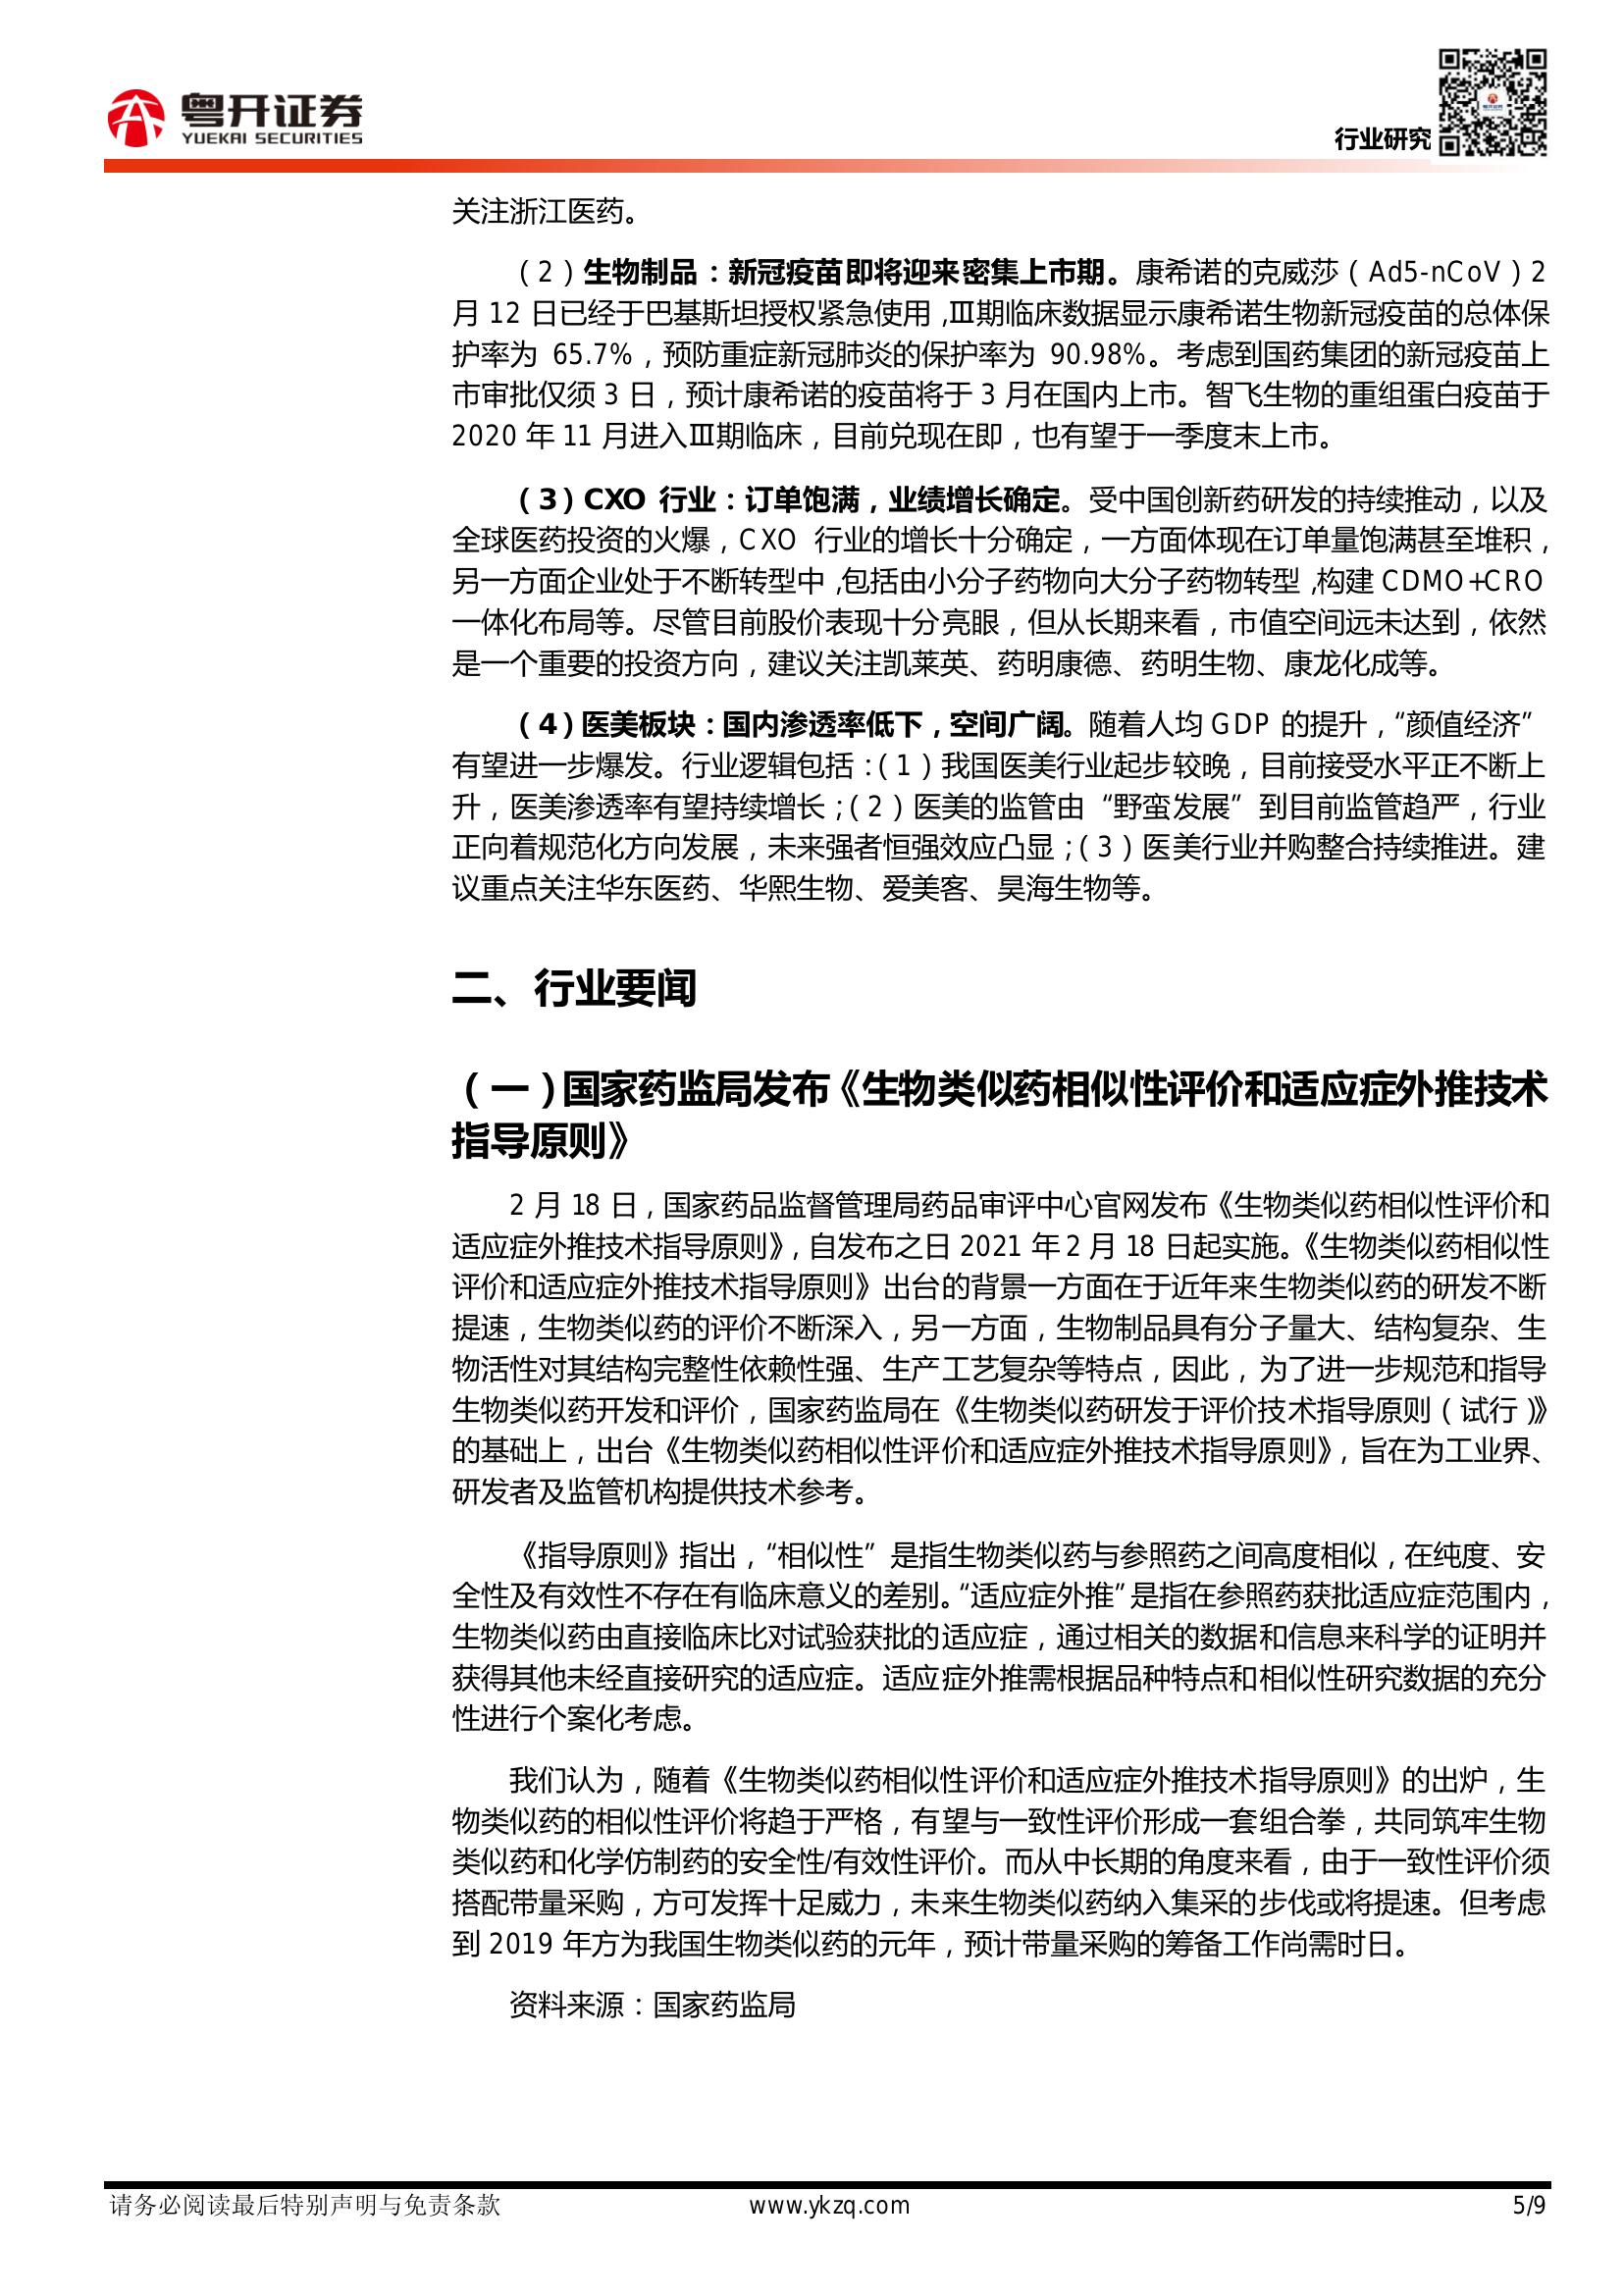 粤开证券
YUEKAI SECURITIES
行业研究
关注浙江医药。
（2）生物制品：新冠疫苗即将迎来密集上市期。康希诺的克威莎（Ad5-nCoV）2
月 12 日已经于巴基斯坦授权紧急使用，Ⅲ期临床数据显示康希诺生物新冠疫苗的总体保
护率为 65.7%，预防重症新冠肺炎的保护率为 90.98%。考虑到国药集团的新冠疫苗上
市审批仅须 3 日，预计康希诺的疫苗将于 3 月在国内上市。智飞生物的重组蛋白疫苗于
2020 年 11 月进入Ⅲ期临床，目前兑现在即，也有望于一季度末上市。
（3）CXO 行业：订单饱满，业绩增长确定。受中国创新药研发的持续推动，以及
全球医药投资的火爆，CXO 行业的增长十分确定，一方面体现在订单量饱满甚至堆积，
另一方面企业处于不断转型中，包括由小分子药物向大分子药物转型，构建 CDMO+CRO
一体化布局等。尽管目前股价表现十分亮眼，但从长期来看，市值空间远未达到，依然
是一个重要的投资方向，建议关注凯莱英、药明康德、药明生物、康龙化成等。
（4）医美板块：国内渗透率低下，空间广阔。随着人均 GDP 的提升，“颜值经济”
有望进一步爆发。行业逻辑包括：（1）我国医美行业起步较晚，目前接受水平正不断上
升，医美渗透率有望持续增长；（2）医美的监管由“野蛮发展”到目前监管趋严，行业
正向着规范化方向发展，未来强者恒强效应凸显；（3）医美行业并购整合持续推进。建
议重点关注华东医药、华熙生物、爱美客、昊海生物等。
二、行业要闻
（一）国家药监局发布《生物类似药相似性评价和适应症外推技术
指导原则》
2 月 18 日，国家药品监督管理局药品审评中心官网发布《生物类似药相似性评价和
适应症外推技术指导原则》，自发布之日 2021 年 2 月 18 日起实施。《生物类似药相似性
评价和适应症外推技术指导原则》出台的背景一方面在于近年来生物类似药的研发不断
提速，生物类似药的评价不断深入，另一方面，生物制品具有分子量大、结构复杂、生
物活性对其结构完整性依赖性强、生产工艺复杂等特点，因此，为了进一步规范和指导
生物类似药开发和评价，国家药监局在《生物类似药研发于评价技术指导原则（试行）》
的基础上，出台《生物类似药相似性评价和适应症外推技术指导原则》，旨在为工业界、
研发者及监管机构提供技术参考。
《指导原则》指出，“相似性”是指生物类似药与参照药之间高度相似，在纯度、安
全性及有效性不存在有临床意义的差别。“适应症外推”是指在参照药获批适应症范围内，
生物类似药由直接临床比对试验获批的适应症，通过相关的数据和信息来科学的证明并
获得其他未经直接研究的适应症。适应症外推需根据品种特点和相似性研究数据的充分
性进行个案化考虑。
我们认为，随着《生物类似药相似性评价和适应症外推技术指导原则》的出炉，生
物类似药的相似性评价将趋于严格，有望与一致性评价形成一套组合拳，共同筑牢生物
类似药和化学仿制药的安全性/有效性评价。而从中长期的角度来看，由于一致性评价须
搭配带量采购，方可发挥十足威力，未来生物类似药纳入集采的步伐或将提速。但考虑
到 2019 年方为我国生物类似药的元年，预计带量采购的筹备工作尚需时日。
资料来源：国家药监局
请务必阅读最后特别声明与免责条款
www.ykzq.com
5/9